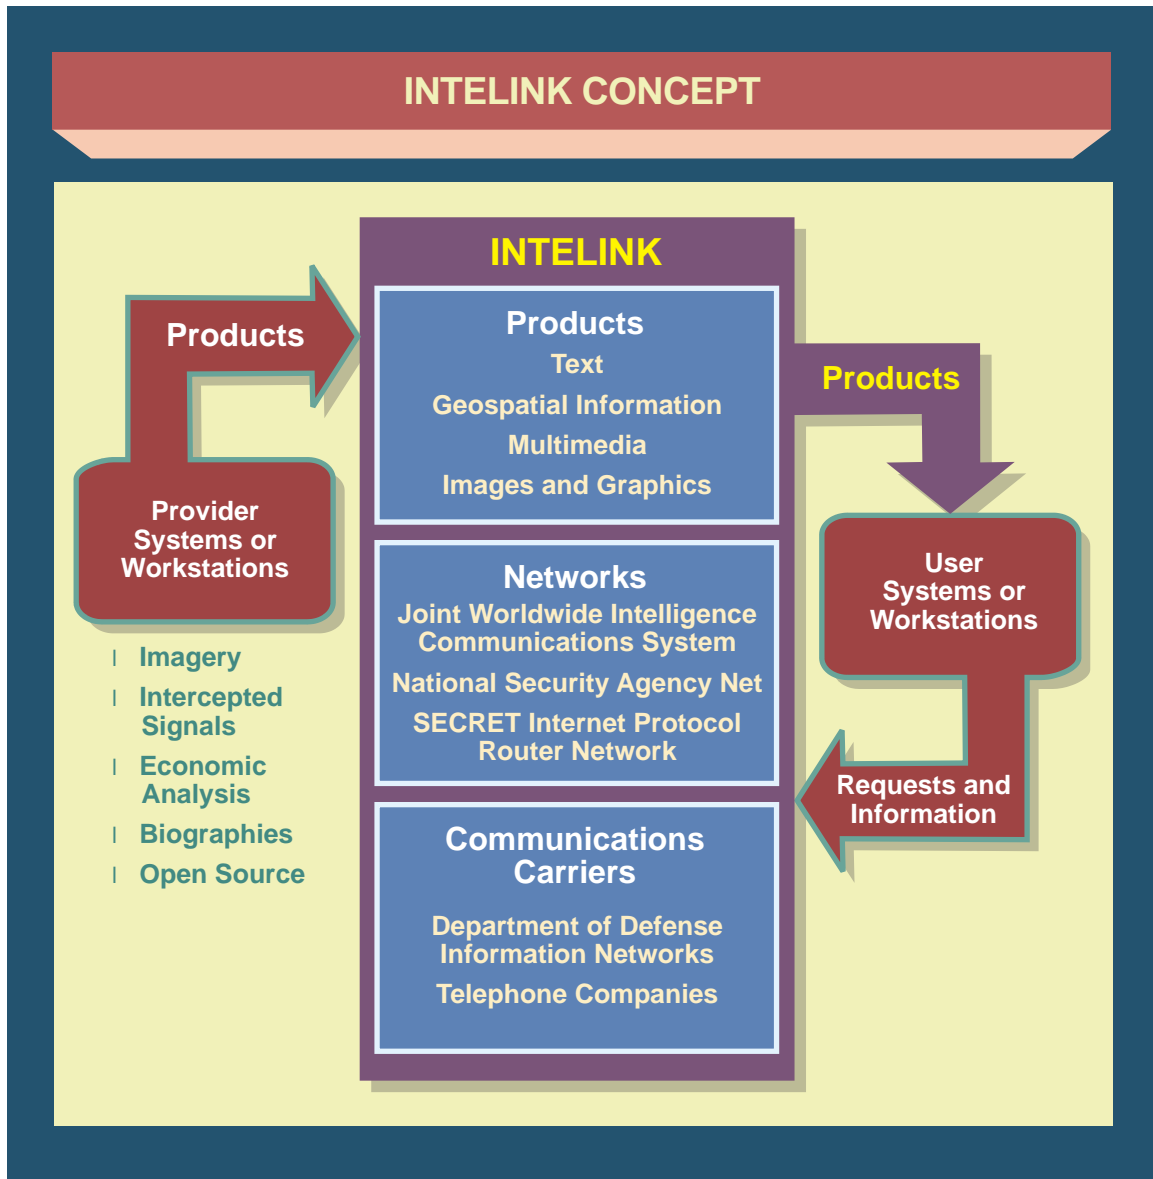 INTELINK CONCEPT
INTELINK
Products
Provider
Systems or
Workstations
l Imagery
l Intercepted
Signals
l Economic
Analysis
l Biographies
l Open Source
Products
Text
Geospatial Information
Multimedia
Images and Graphics
Networks
Joint Worldwide Intelligence
Communications System
National Security Agency Net
SECRET Internet Protocol
Router Network
Communications
Carriers
Department of Defense
Information Networks
Telephone Companies
Products
User
Systems or
Workstations
Requests and
Information